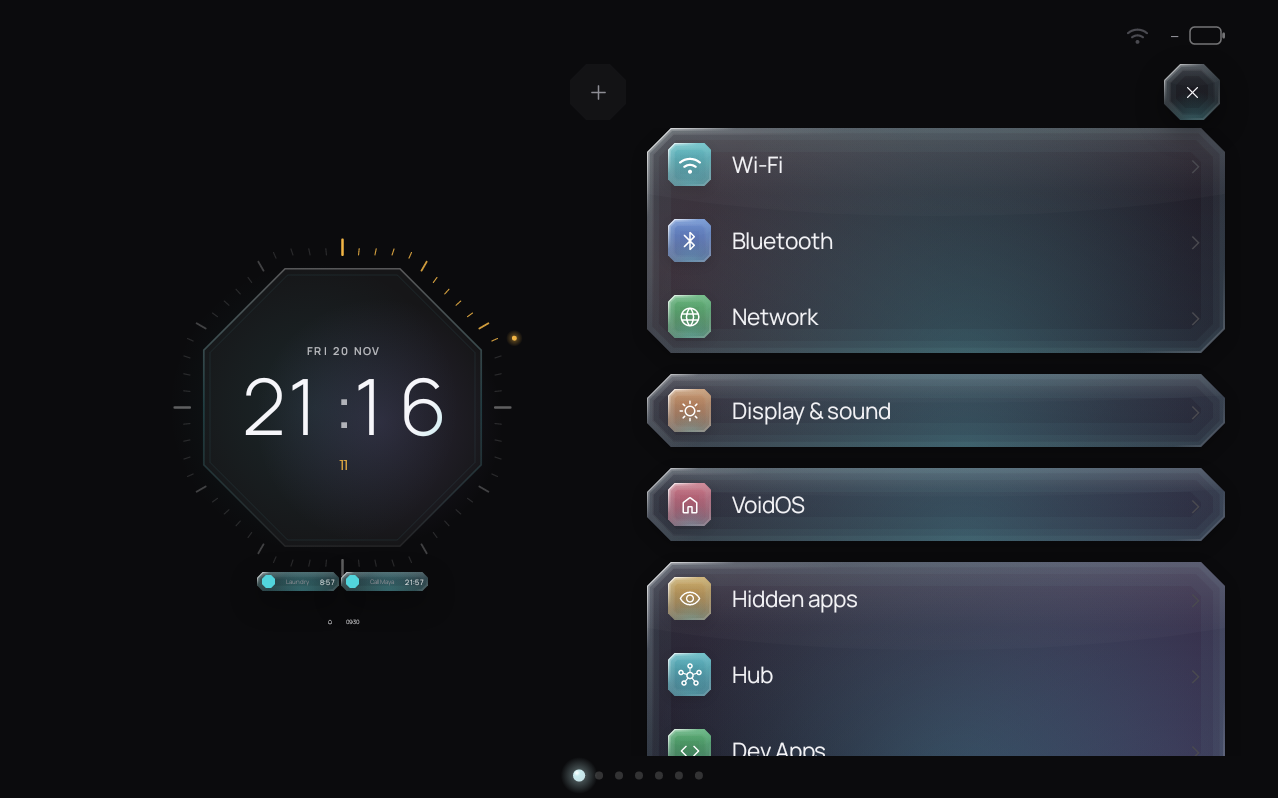 FRI 20 NOV
21:16
11
Laundry 8:57
Call Maya 21:57
0930
Wi-Fi
Bluetooth
Network
Display & sound
VoidOS
Hidden apps
Hub
Dev Apps